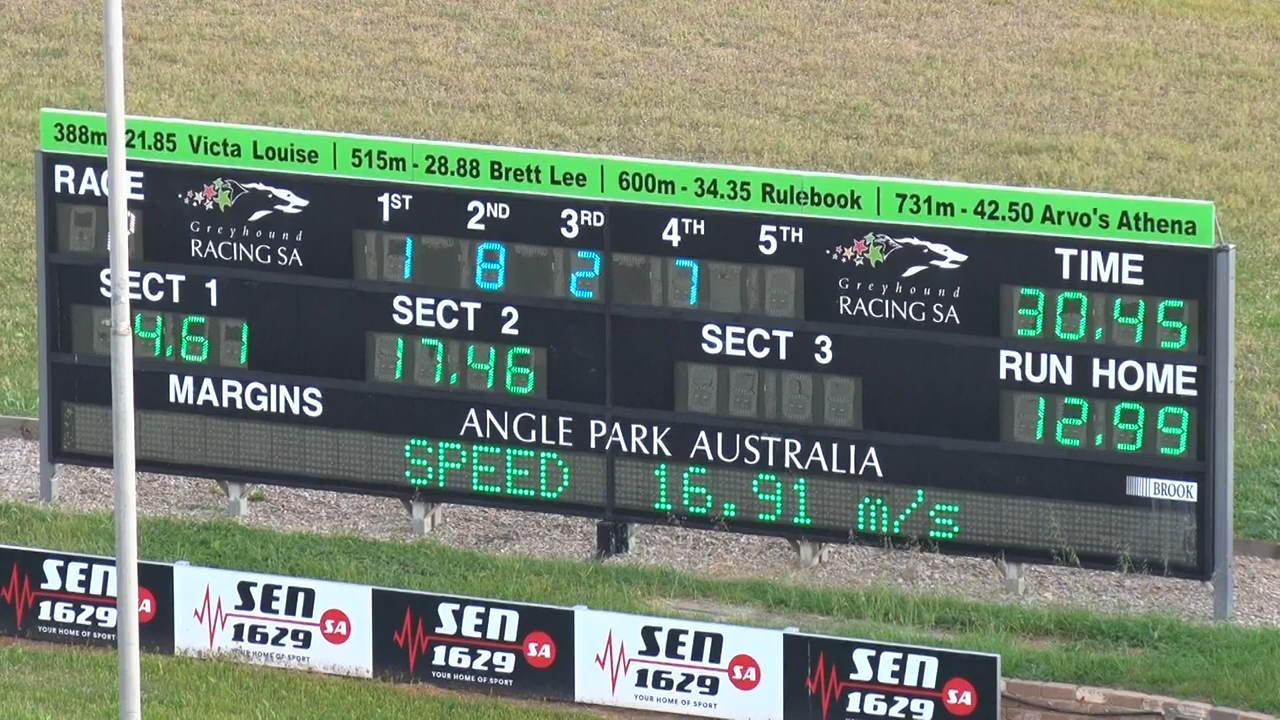 388m - 21.85 Victa Louise | 515m - 28.88 Brett Lee | 600m - 34.35 Rulebook | 731m - 42.50 Arvo's Athena
RACE
Greyhound
RACING SA
1ST 2ND 3RD 4TH 5TH
1 8 2 7
Greyhound
RACING SA
TIME
30.45
SECT 1
4.61
SECT 2
17.46
SECT 3
RUN HOME
12.99
MARGINS
ANGLE PARK AUSTRALIA
SPEED 16.91 m/s
BROOK
SEN
1629
YOUR HOME OF SPORT
SEN
1629
SA
YOUR HOME OF SPORT
SEN
1629
SA
YOUR HOME OF SPORT
SEN
1629
SA
YOUR HOME OF SPORT
SEN
1629
SA
YOUR HOME OF SPORT